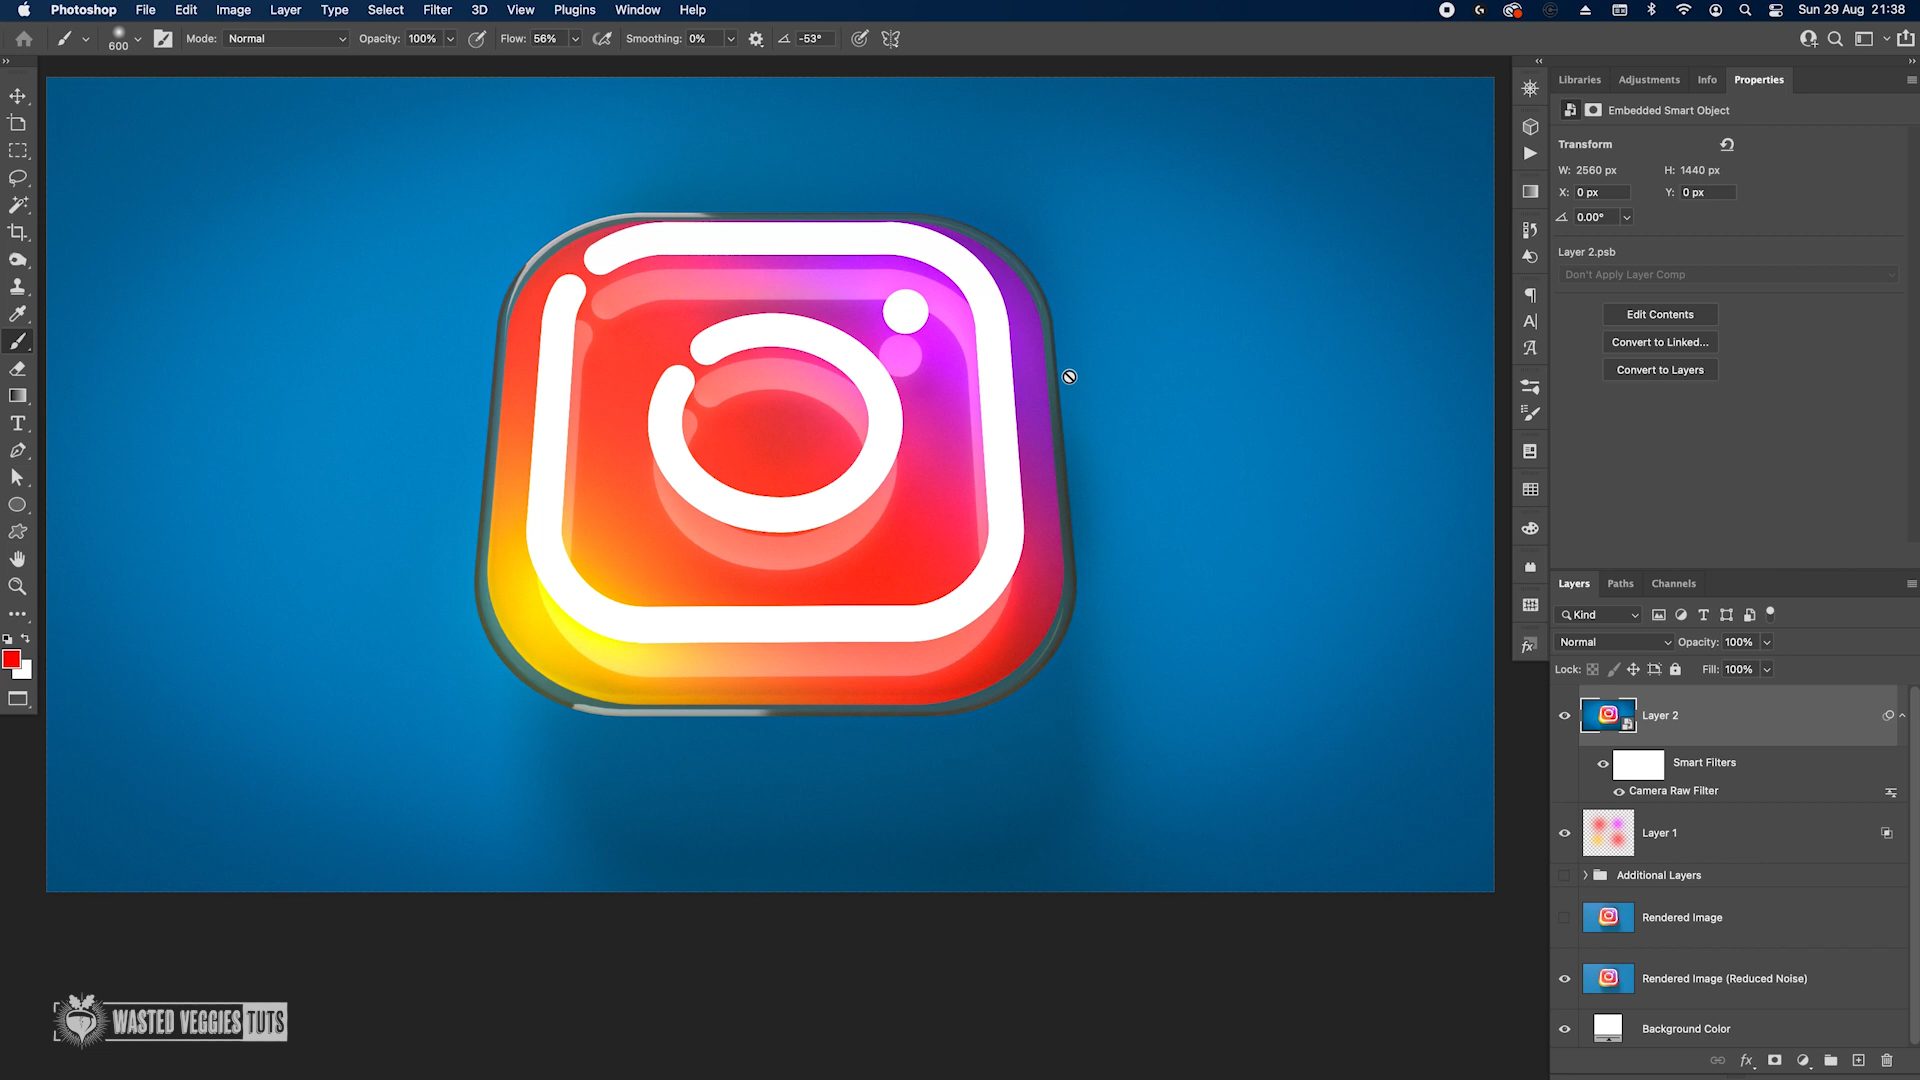 Photoshop File Edit Image Layer Type Select Filter 3D View Plugins Window Help Sun 29 Aug 21:38
600 Mode: Normal Opacity: 100% Flow: 56% Smoothing: 0% -53°
Libraries Adjustments Info Properties
Embedded Smart Object
Transform
W: 2560 px H: 1440 px
X: 0 px Y: 0 px
0.00°
Layer 2.psb
Don't Apply Layer Comp
Edit Contents
Convert to Linked...
Convert to Layers
Layers Paths Channels
Kind
Normal Opacity: 100%
Lock: Fill: 100%
Layer 2
Smart Filters
Camera Raw Filter
Layer 1
Additional Layers
Rendered Image
Rendered Image (Reduced Noise)
Background Color
fx
WASTED VEGGIES TUTS